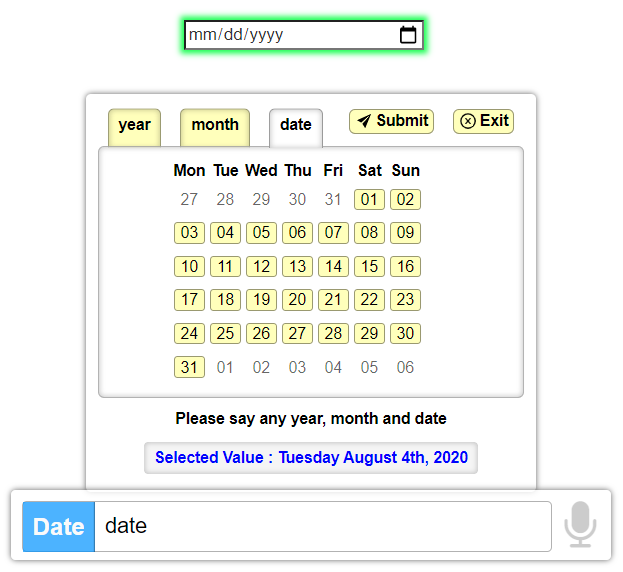 mm/dd/yyyy
year month date Submit Exit
Mon Tue Wed Thu Fri Sat Sun
27 28 29 30 31 01 02
03 04 05 06 07 08 09
10 11 12 13 14 15 16
17 18 19 20 21 22 23
24 25 26 27 28 29 30
31 01 02 03 04 05 06
Please say any year, month and date
Selected Value : Tuesday August 4th, 2020
Date date